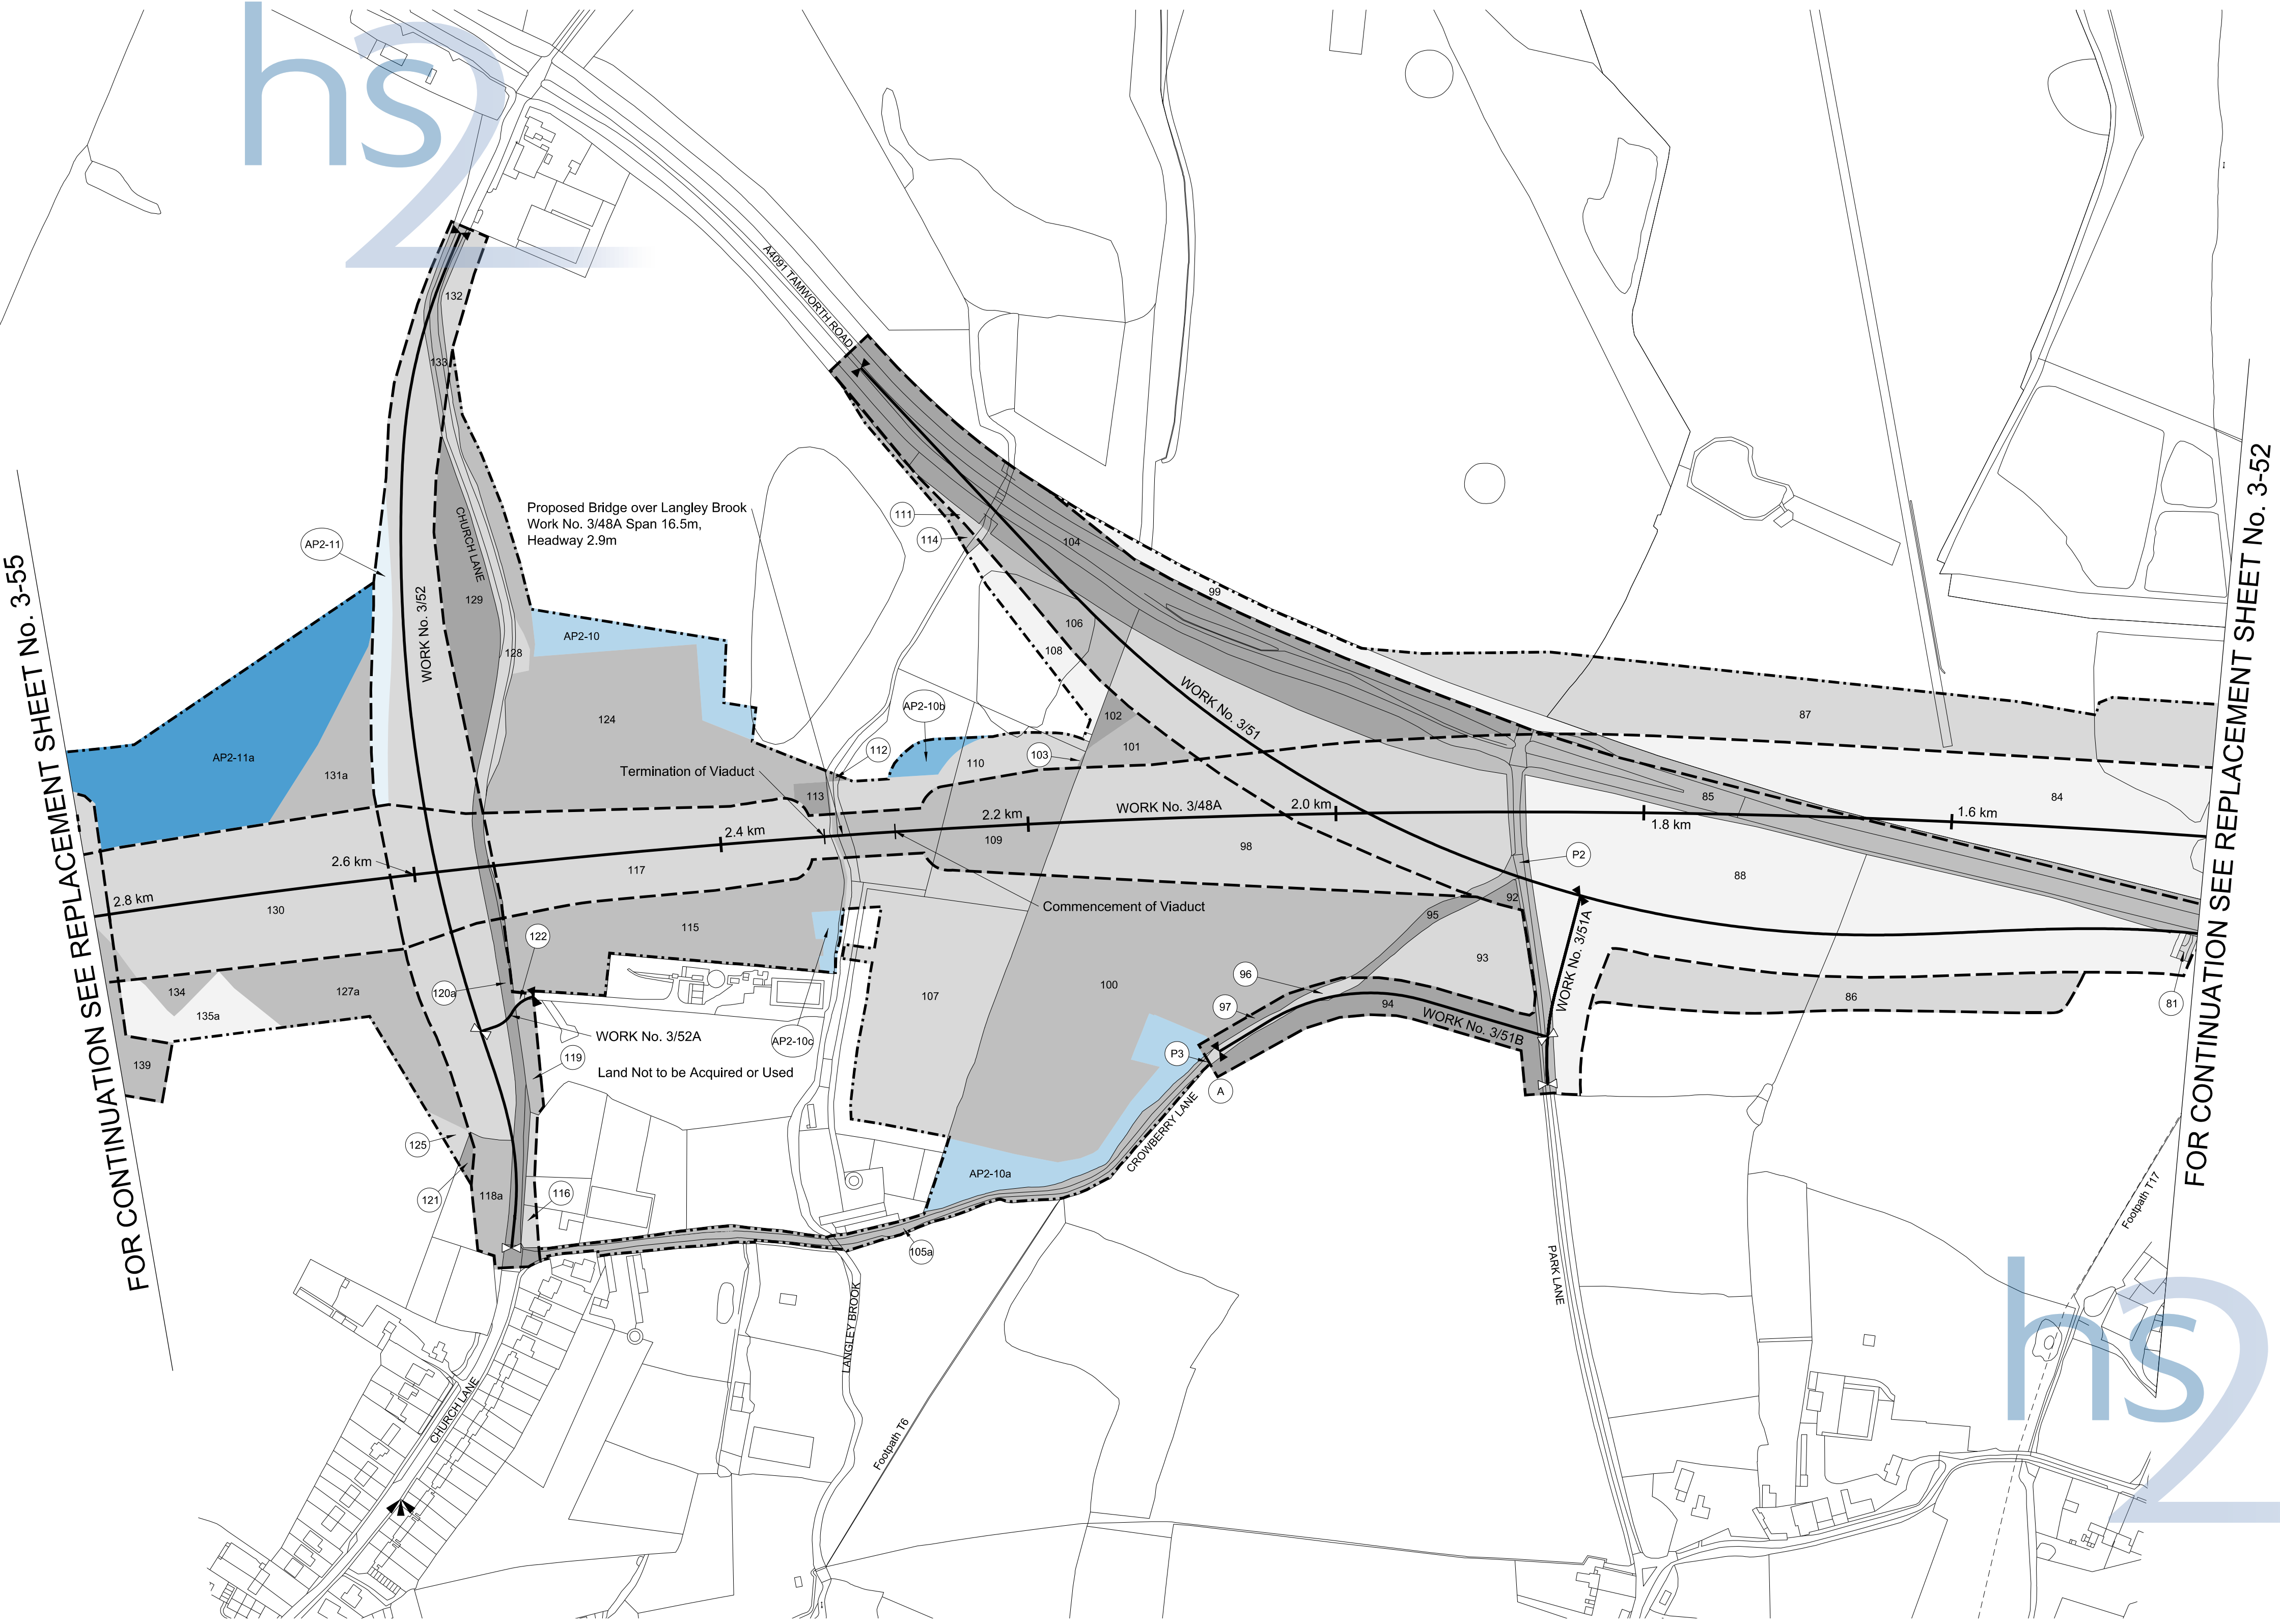 hs2
A4091 TAMWORTH ROAD
132
133
CHURCH LANE
Proposed Bridge over Langley Brook
Work No. 3/48A Span 16.5m,
Headway 2.9m
111
114
104
99
AP2-11
WORK No. 3/52
129
128
AP2-10
106
108
WORK No. 3/51
87
FOR CONTINUATION SEE REPLACEMENT SHEET No. 3-55
FOR CONTINUATION SEE REPLACEMENT SHEET No. 3-52
AP2-11a
131a
124
AP2-10b
102
101
103
112
110
Termination of Viaduct
113
85
84
2.8 km
2.6 km
2.4 km
2.2 km
WORK No. 3/48A
2.0 km
1.8 km
1.6 km
109
98
P2
88
117
130
Commencement of Viaduct
92
95
115
122
WORK No. 3/51A
93
96
97
94
WORK No. 3/51B
86
81
134
135a
127a
120a
107
100
139
WORK No. 3/52A
AP2-10c
119
Land Not to be Acquired or Used
P3
A
CROWBERRY LANE
125
121
118a
116
AP2-10a
105a
Footpath T17
PARK LANE
LANGLEY BROOK
CHURCH LANE
Footpath T6
hs2